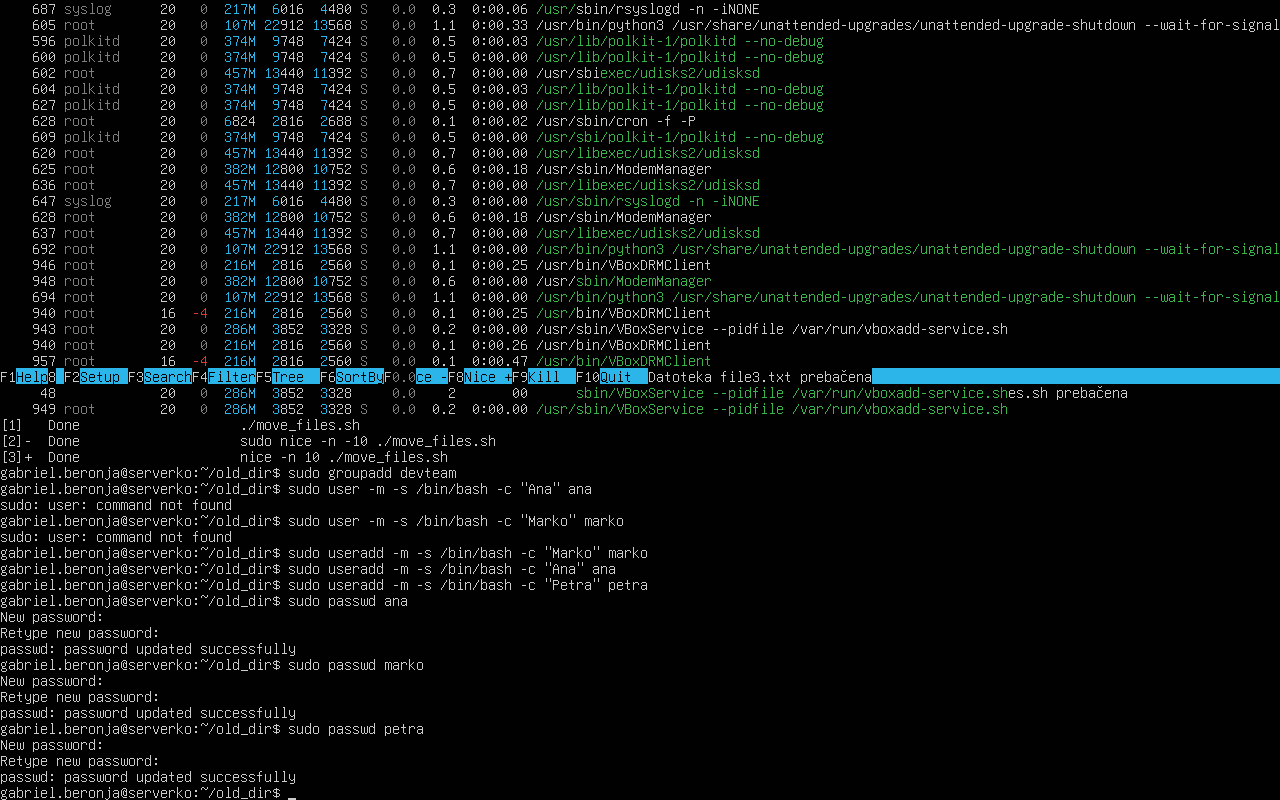 687 syslog 20 0 217M 6016 4480 S 0.0 0.3 0:00.06 /usr/sbin/rsyslogd -n -iNONE
605 root 20 0 107M 22912 13568 S 0.0 1.1 0:00.33 /usr/bin/python3 /usr/share/unattended-upgrades/unattended-upgrade-shutdown --wait-for-signal
596 polkitd 20 0 374M 9748 7424 S 0.0 0.5 0:00.03 /usr/lib/polkit-1/polkitd --no-debug
600 polkitd 20 0 374M 9748 7424 S 0.0 0.5 0:00.00 /usr/lib/polkit-1/polkitd --no-debug
602 root 20 0 457M 13440 11392 S 0.0 0.7 0:00.00 /usr/sbiexec/udisks2/udisksd
604 polkitd 20 0 374M 9748 7424 S 0.0 0.5 0:00.03 /usr/lib/polkit-1/polkitd --no-debug
627 polkitd 20 0 374M 9748 7424 S 0.0 0.5 0:00.00 /usr/lib/polkit-1/polkitd --no-debug
628 root 20 0 6824 2816 2688 S 0.0 0.1 0:00.02 /usr/sbin/cron -f -P
609 polkitd 20 0 374M 9748 7424 S 0.0 0.5 0:00.00 /usr/sbi/polkit-1/polkitd --no-debug
620 root 20 0 457M 13440 11392 S 0.0 0.7 0:00.00 /usr/libexec/udisks2/udisksd
625 root 20 0 382M 12800 10752 S 0.0 0.6 0:00.18 /usr/sbin/ModemManager
636 root 20 0 457M 13440 11392 S 0.0 0.7 0:00.00 /usr/libexec/udisks2/udisksd
647 syslog 20 0 217M 6016 4480 S 0.0 0.3 0:00.00 /usr/sbin/rsyslogd -n -iNONE
628 root 20 0 382M 12800 10752 S 0.0 0.6 0:00.18 /usr/sbin/ModemManager
637 root 20 0 457M 13440 11392 S 0.0 0.7 0:00.00 /usr/libexec/udisks2/udisksd
692 root 20 0 107M 22912 13568 S 0.0 1.1 0:00.00 /usr/bin/python3 /usr/share/unattended-upgrades/unattended-upgrade-shutdown --wait-for-signal
946 root 20 0 216M 2816 2560 S 0.0 0.1 0:00.25 /usr/bin/VBoxDRMClient
948 root 20 0 382M 12800 10752 S 0.0 0.6 0:00.00 /usr/sbin/ModemManager
694 root 20 0 107M 22912 13568 S 0.0 1.1 0:00.00 /usr/bin/python3 /usr/share/unattended-upgrades/unattended-upgrade-shutdown --wait-for-signal
940 root 16 -4 216M 2816 2560 S 0.0 0.1 0:00.25 /usr/bin/VBoxDRMClient
943 root 20 0 286M 3852 3328 S 0.0 0.2 0:00.00 /usr/sbin/VBoxService --pidfile /var/run/vboxadd-service.sh
940 root 20 0 216M 2816 2560 S 0.0 0.1 0:00.26 /usr/bin/VBoxDRMClient
957 root 16 -4 216M 2816 2560 S 0.0 0.1 0:00.47 /usr/bin/VBoxDRMClient
F1Help8 F2Setup F3SearchF4FilterF5Tree F6SortByF0.0ce -F8Nice +F9Kill F10Quit Datoteka file3.txt prebačena
48 20 0 286M 3852 3328 0.0 2 00 sbin/VBoxService --pidfile /var/run/vboxadd-service.shes.sh prebačena
949 root 20 0 286M 3852 3328 S 0.0 0.2 0:00.00 /usr/sbin/VBoxService --pidfile /var/run/vboxadd-service.sh
[1] Done ./move_files.sh
[2]- Done sudo nice -n -10 ./move_files.sh
[3]+ Done nice -n 10 ./move_files.sh
gabriel.beronja@serverko:~/old_dir$ sudo groupadd devteam
gabriel.beronja@serverko:~/old_dir$ sudo user -m -s /bin/bash -c "Ana" ana
sudo: user: command not found
gabriel.beronja@serverko:~/old_dir$ sudo user -m -s /bin/bash -c "Marko" marko
sudo: user: command not found
gabriel.beronja@serverko:~/old_dir$ sudo useradd -m -s /bin/bash -c "Marko" marko
gabriel.beronja@serverko:~/old_dir$ sudo useradd -m -s /bin/bash -c "Ana" ana
gabriel.beronja@serverko:~/old_dir$ sudo useradd -m -s /bin/bash -c "Petra" petra
gabriel.beronja@serverko:~/old_dir$ sudo passwd ana
New password:
Retype new password:
passwd: password updated successfully
gabriel.beronja@serverko:~/old_dir$ sudo passwd marko
New password:
Retype new password:
passwd: password updated successfully
gabriel.beronja@serverko:~/old_dir$ sudo passwd petra
New password:
Retype new password:
passwd: password updated successfully
gabriel.beronja@serverko:~/old_dir$